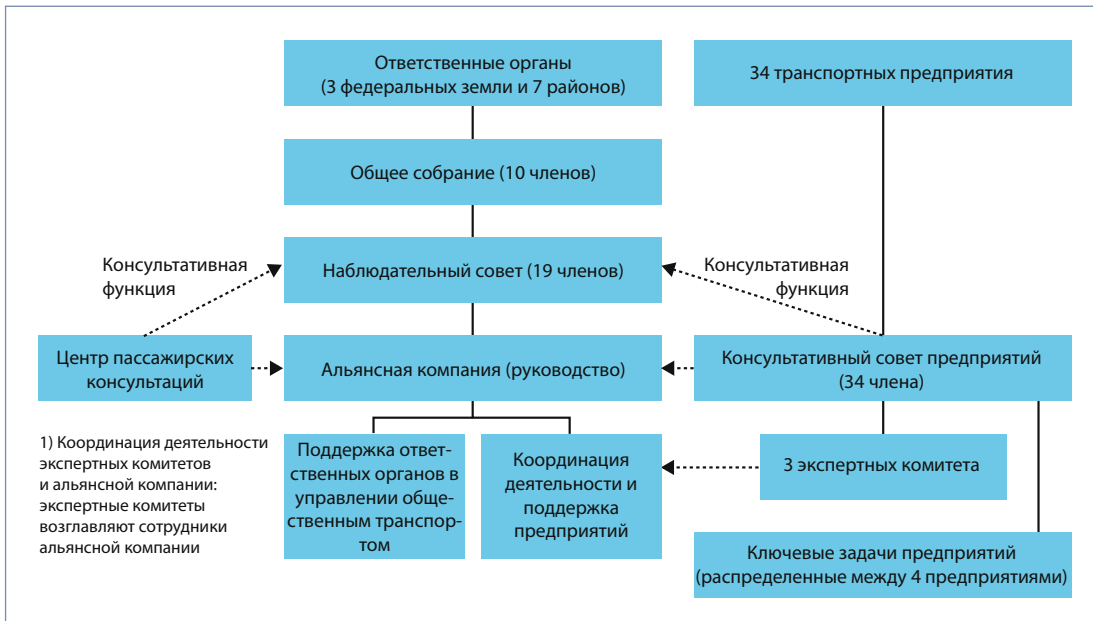 Ответственные органы
(3 федеральных земли и 7 районов)
34 транспортных предприятия
Общее собрание (10 членов)
Консультативная
функция
Наблюдательный совет (19 членов)
Консультативная
функция
Центр пассажирских
консультаций
Альянсная компания (руководство)
Консультативный совет предприятий
(34 члена)
1) Координация деятельности
экспертных комитетов
и альянсной компании:
экспертные комитеты
возглавляют сотрудники
альянсной компании
Поддержка ответ-
ственных органов в
управлении обще-
ственным транспор-
том
Координация
деятельности и
поддержка
предприятий
3 экспертных комитета
Ключевые задачи предприятий
(распределенные между 4 предприятиями)